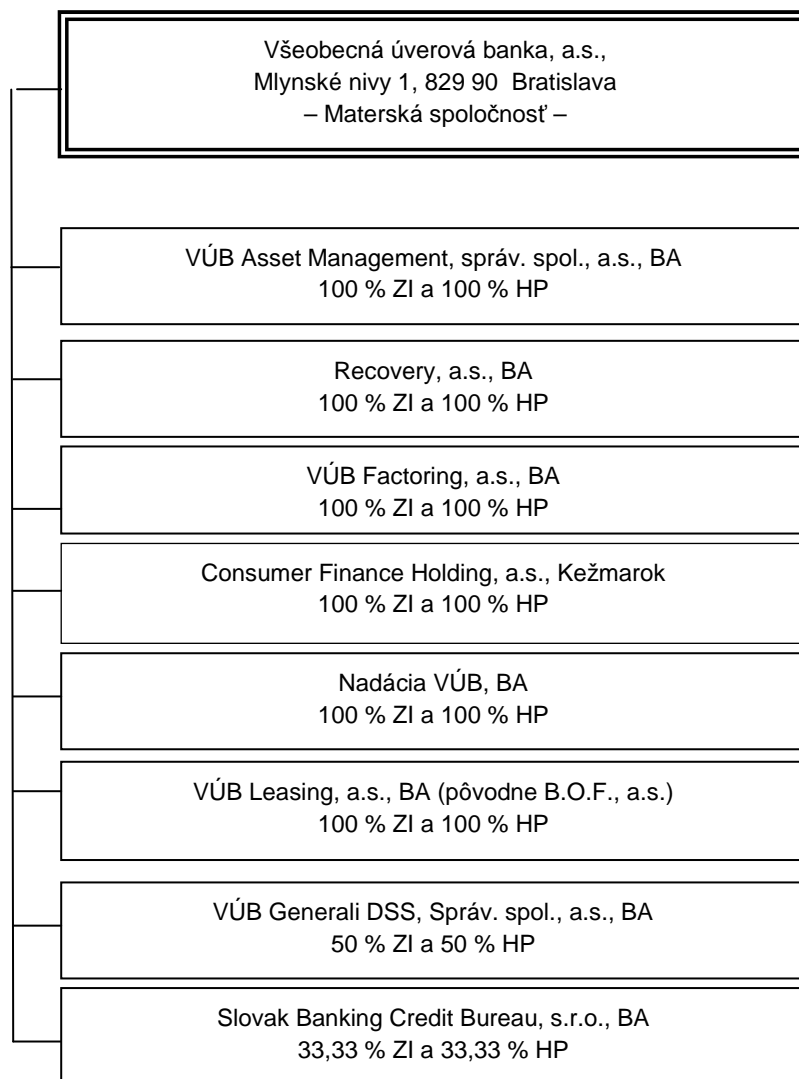 Všeobecná úverová banka, a.s.,
Mlynské nivy 1, 829 90 Bratislava
– Materská spoločnosť –
VÚB Asset Management, správ. spol., a.s., BA
100 % ZI a 100 % HP
Recovery, a.s., BA
100 % ZI a 100 % HP
VÚB Factoring, a.s., BA
100 % ZI a 100 % HP
Consumer Finance Holding, a.s., Kežmarok
100 % ZI a 100 % HP
Nadácia VÚB, BA
100 % ZI a 100 % HP
VÚB Leasing, a.s., BA (pôvodne B.O.F., a.s.)
100 % ZI a 100 % HP
VÚB Generali DSS, Správ. spol., a.s., BA
50 % ZI a 50 % HP
Slovak Banking Credit Bureau, s.r.o., BA
33,33 % ZI a 33,33 % HP